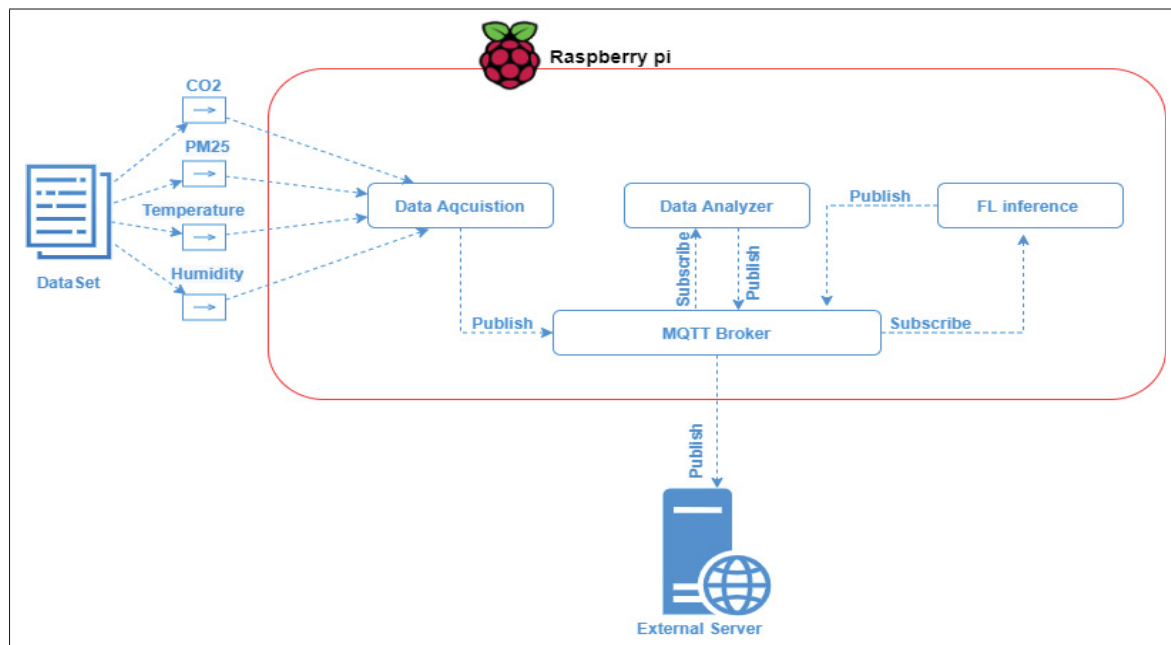 Raspberry pi
CO2
PM25
Temperature
Humidity
DataSet
Data Aqcuistion
Data Analyzer
FL inference
Publish
Subscribe
Publish
Publish
MQTT Broker
Subscribe
Publish
External Server